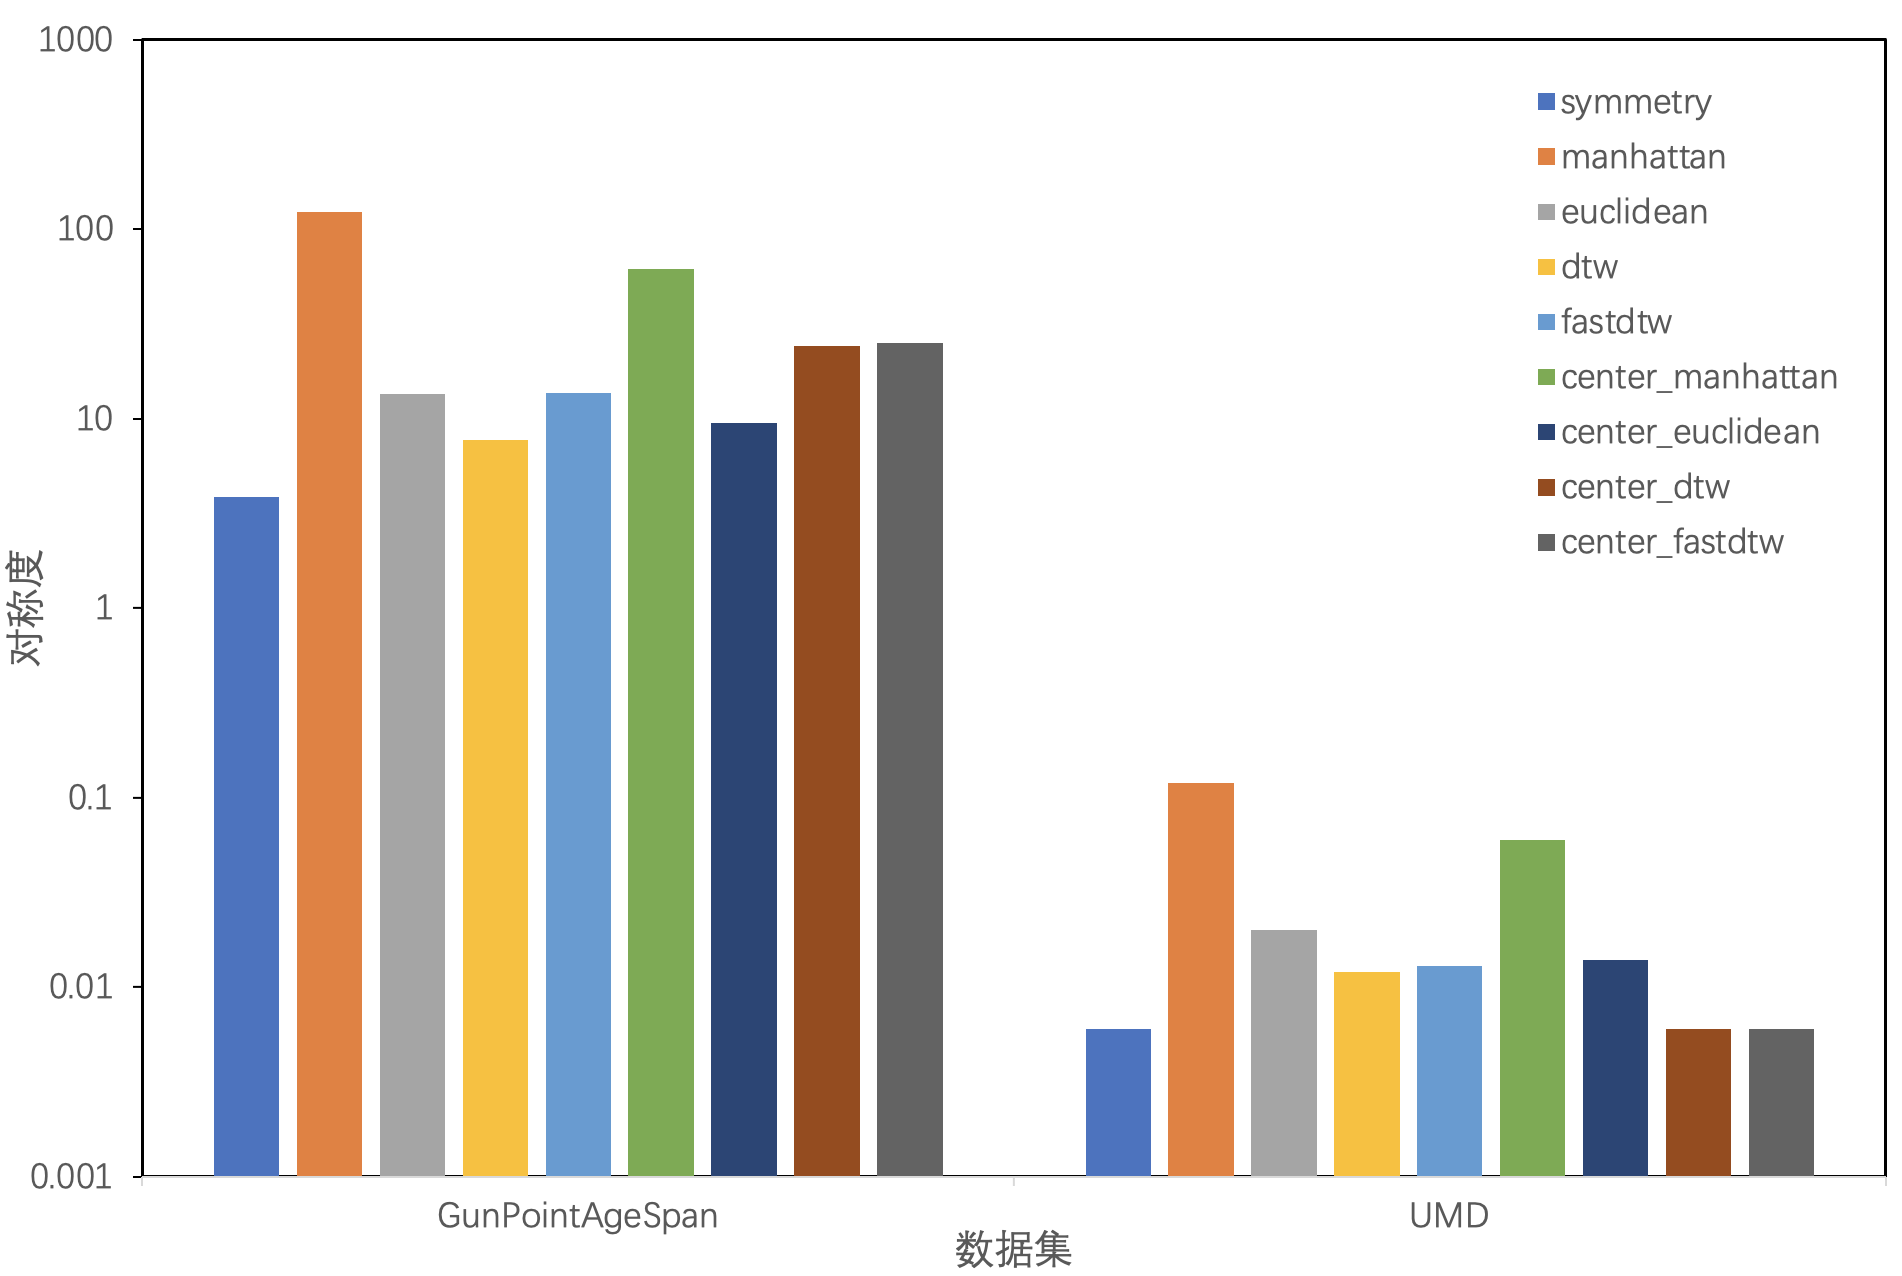 1000
100
10
1
0.1
0.01
0.001
对称度
symmetry
manhattan
euclidean
dtw
fastdtw
center_manhattan
center_euclidean
center_dtw
center_fastdtw
GunPointAgeSpan
UMD
数据集